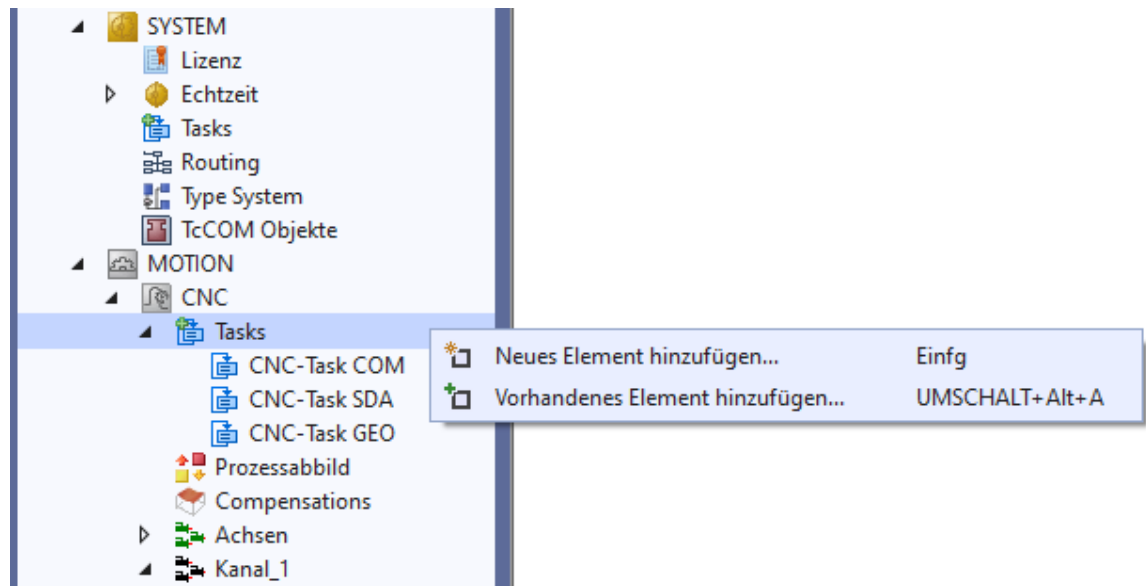 SYSTEM
Lizenz
Echtzeit
Tasks
Routing
Type System
TcCOM Objekte
MOTION
CNC
Tasks
Neues Element hinzufügen... Einfg
CNC-Task COM
Vorhandenes Element hinzufügen... UMSCHALT+Alt+A
CNC-Task SDA
CNC-Task GEO
Prozessabbild
Compensations
Achsen
Kanal_1